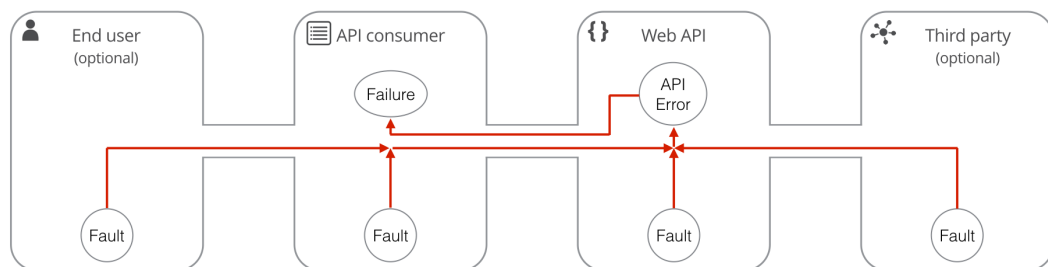 End user
(optional)
API consumer
{}
Web API
Third party
(optional)
Failure
API
Error
Fault
Fault
Fault
Fault